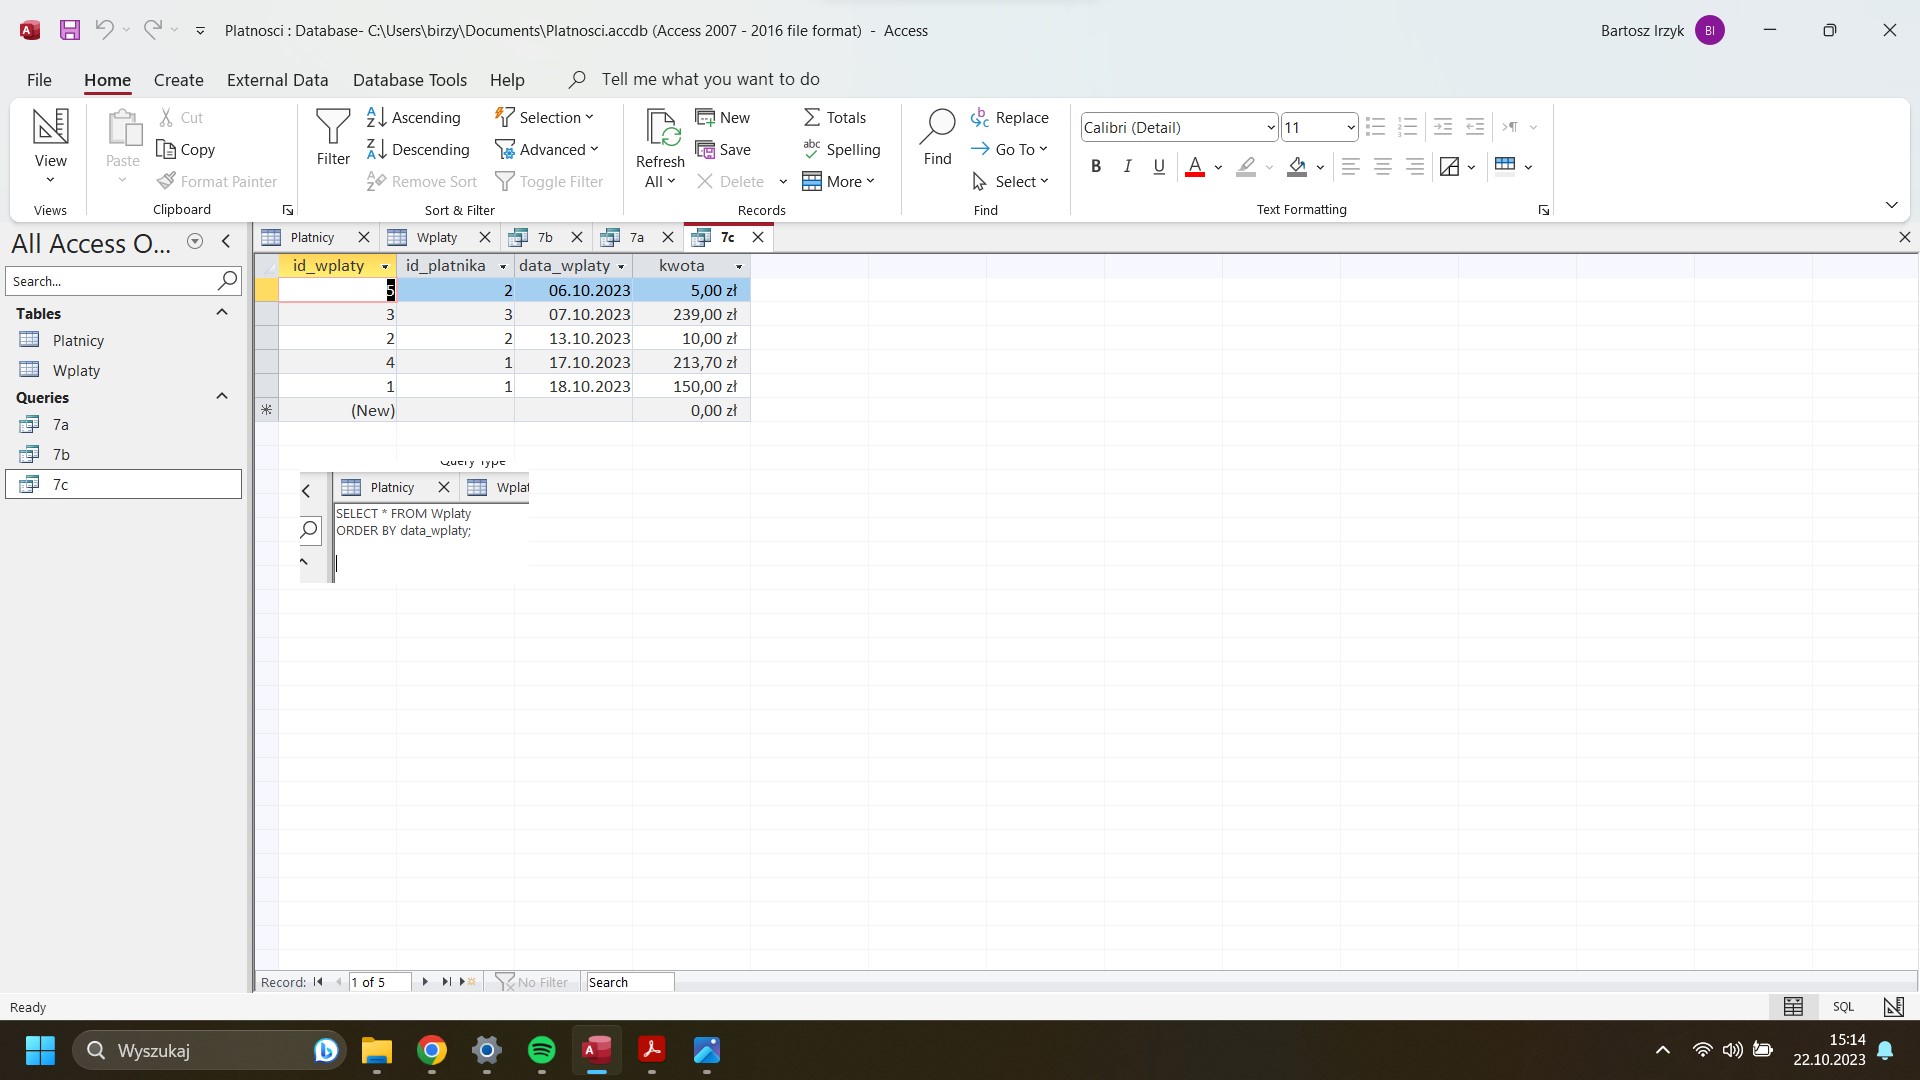 Platnosci : Database- C:\Users\birzy\Documents\Platnosci.accdb (Access 2007 - 2016 file format) - Access
Bartosz Irzyk BI
File Home Create External Data Database Tools Help Tell me what you want to do
View
Views
Paste
Cut
Copy
Format Painter
Clipboard
Filter
Ascending
Descending
Remove Sort
Selection
Advanced
Toggle Filter
Sort & Filter
Refresh All
New
Save
Delete
Totals
Spelling
More
Records
Find
Replace
Go To
Select
Find
Calibri (Detail) 11
B I U A
Text Formatting
All Access O...
Search...
Tables
Platnicy
Wplaty
Queries
7a
7b
7c
Platnicy Wplaty 7b 7a 7c
id_wplaty id_platnika data_wplaty kwota
5 2 06.10.2023 5,00 zł
3 3 07.10.2023 239,00 zł
2 2 13.10.2023 10,00 zł
4 1 17.10.2023 213,70 zł
1 1 18.10.2023 150,00 zł
(New) 0,00 zł
Query Type
Platnicy Wplat
SELECT * FROM Wplaty
ORDER BY data_wplaty;
Record: 1 of 5 No Filter Search
Ready SQL
Wyszukaj
15:14
22.10.2023